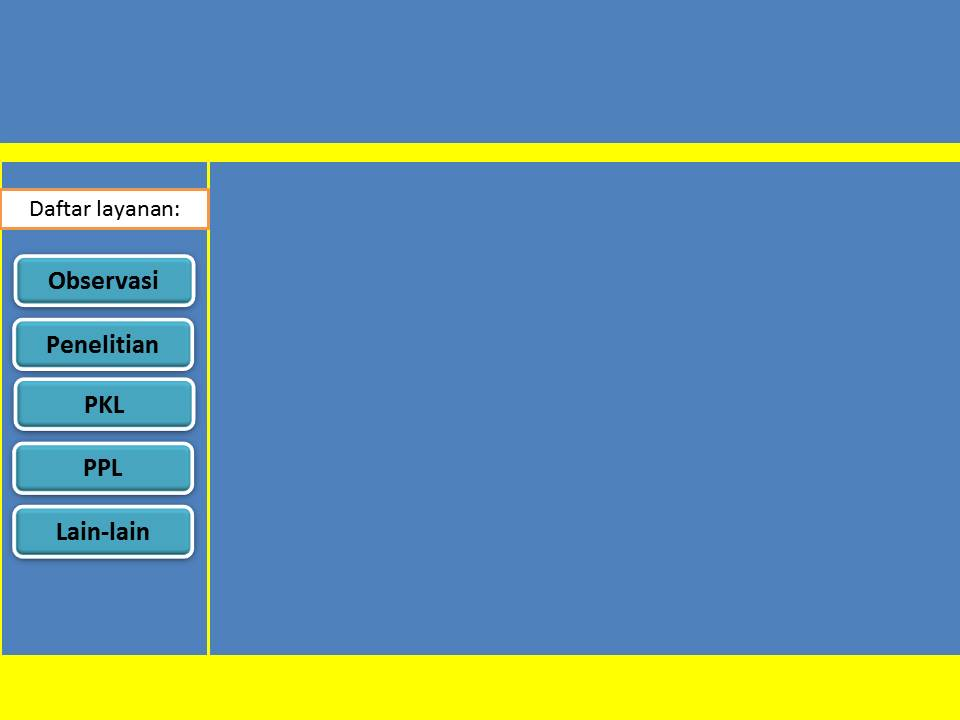 Daftar layanan:
Observasi
Penelitian
PKL
PPL
Lain-lain